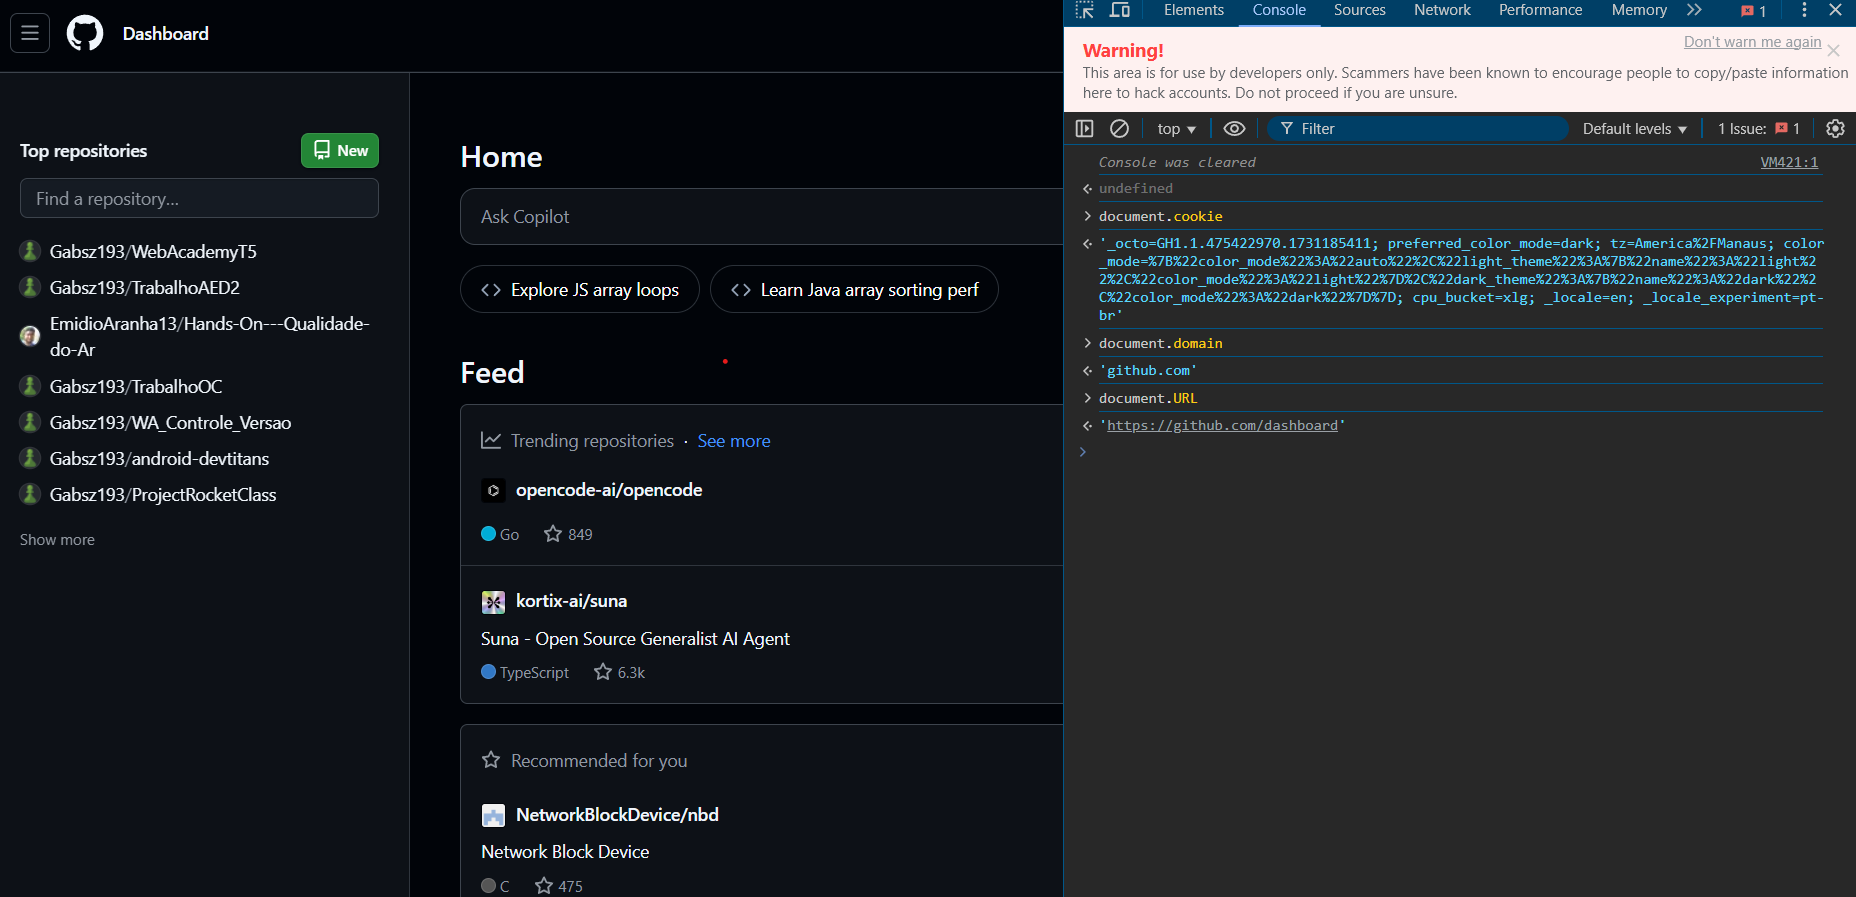 Dashboard
Top repositories
New
Find a repository...
Gabsz193/WebAcademyT5
Gabsz193/TrabalhoAED2
EmidioAranha13/Hands-On---Qualidade-
do-Ar
Gabsz193/TrabalhoOC
Gabsz193/WA_Controle_Versao
Gabsz193/android-devtitans
Gabsz193/ProjectRocketClass
Show more
Home
Ask Copilot
Explore JS array loops
Learn Java array sorting perf
Feed
Trending repositories · See more
opencode-ai/opencode
Go 849
kortix-ai/suna
Suna - Open Source Generalist AI Agent
TypeScript 6.3k
Recommended for you
NetworkBlockDevice/nbd
Network Block Device
C 475
Elements Console Sources Network Performance Memory 1
Don't warn me again
Warning!
This area is for use by developers only. Scammers have been known to encourage people to copy/paste information
here to hack accounts. Do not proceed if you are unsure.
top Filter Default levels 1 Issue: 1
Console was cleared VM421:1
undefined
document.cookie
'_octo=GH1.1.475422970.1731185411; preferred_color_mode=dark; tz=America%2FManaus; color
_mode=%7B%22color_mode%22%3A%22auto%22%2C%22light_theme%22%3A%7B%22name%22%3A%22light%2
2%2C%22color_mode%22%3A%22light%22%7D%2C%22dark_theme%22%3A%7B%22name%22%3A%22dark%22%2
C%22color_mode%22%3A%22dark%22%7D%7D; cpu_bucket=xlg; _locale=en; _locale_experiment=pt-
br'
document.domain
'github.com'
document.URL
'https://github.com/dashboard'